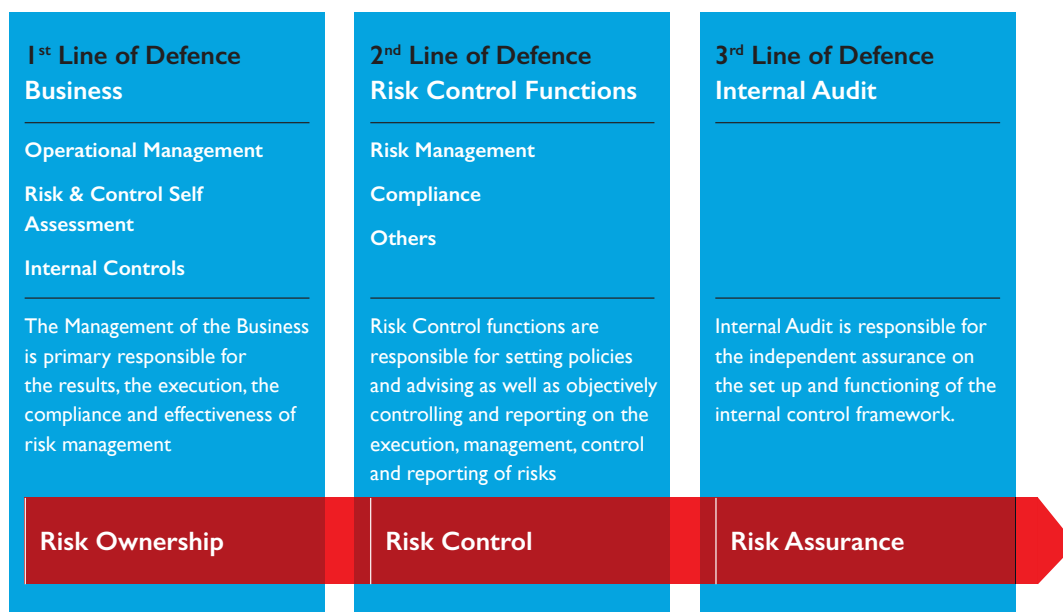 1st Line of Defence
Business
Operational Management
Risk & Control Self
Assessment
Internal Controls
The Management of the Business
is primary responsible for
the results, the execution, the
compliance and effectiveness of
risk management
Risk Ownership
2nd Line of Defence
Risk Control Functions
Risk Management
Compliance
Others
Risk Control functions are
responsible for setting policies
and advising as well as objectively
controlling and reporting on the
execution, management, control
and reporting of risks
Risk Control
3rd Line of Defence
Internal Audit
Internal Audit is responsible for
the independent assurance on
the set up and functioning of the
internal control framework.
Risk Assurance